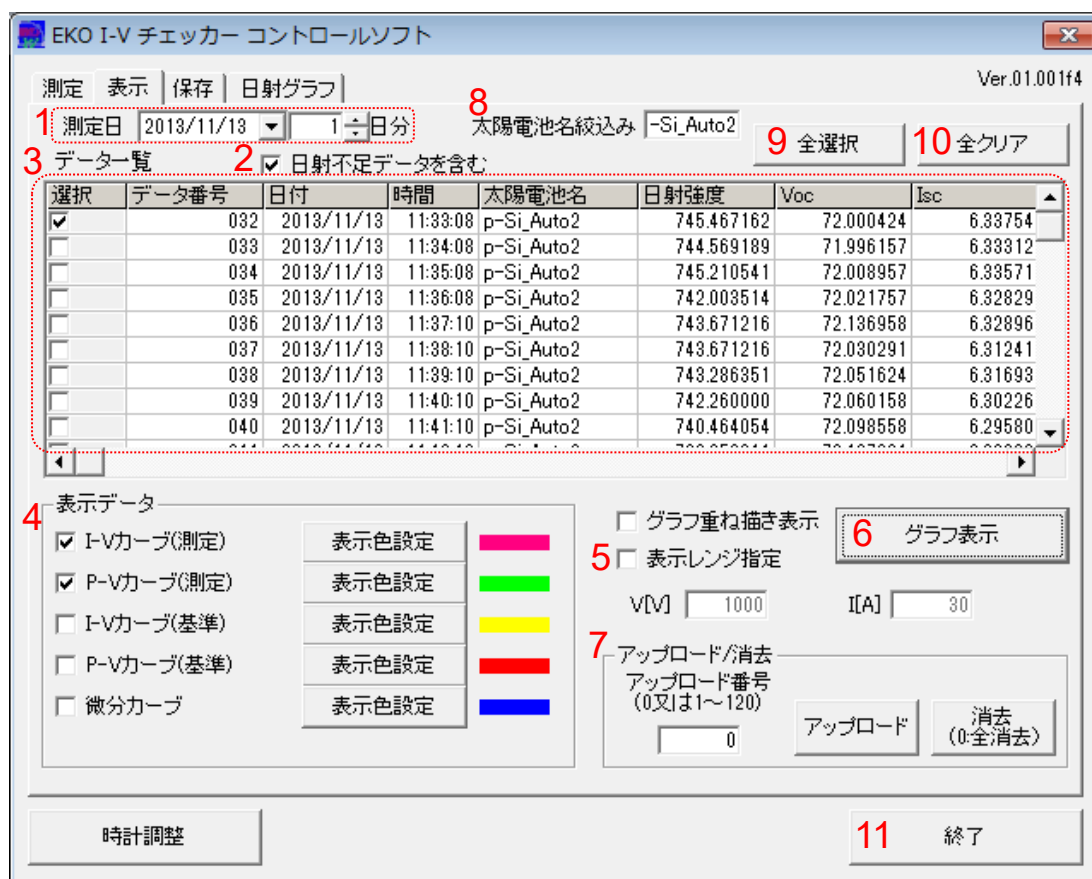 EKO I-V チェッカー コントロールソフト
測定 表示 保存 日射グラフ Ver.01.001f4
1 測定日 2013/11/13 1 日分 8 太陽電池名絞込み -Si_Auto2
9 全選択 10 全クリア
3 データ一覧 2 日射不足データを含む
選択 データ番号 日付 時間 太陽電池名 日射強度 Voc Isc
032 2013/11/13 11:33:08 p-Si_Auto2 745.467162 72.000424 6.33754
033 2013/11/13 11:34:08 p-Si_Auto2 744.569189 71.996157 6.33312
034 2013/11/13 11:35:08 p-Si_Auto2 745.210541 72.008957 6.33571
035 2013/11/13 11:36:08 p-Si_Auto2 742.003514 72.021757 6.32829
036 2013/11/13 11:37:10 p-Si_Auto2 743.671216 72.136958 6.32896
037 2013/11/13 11:38:10 p-Si_Auto2 743.671216 72.030291 6.31241
038 2013/11/13 11:39:10 p-Si_Auto2 743.286351 72.051624 6.31693
039 2013/11/13 11:40:10 p-Si_Auto2 742.260000 72.060158 6.30226
040 2013/11/13 11:41:10 p-Si_Auto2 740.464054 72.098558 6.29580
4 表示データ
I-Vカーブ(測定) 表示色設定
P-Vカーブ(測定) 表示色設定
I-Vカーブ(基準) 表示色設定
P-Vカーブ(基準) 表示色設定
微分カーブ 表示色設定
グラフ重ね描き表示
5 表示レンジ指定
6 グラフ表示
V[V] 1000 I[A] 30
7 アップロード/消去
アップロード番号
(0又は1～120)
0
アップロード
消去
(0:全消去)
時計調整
11 終了